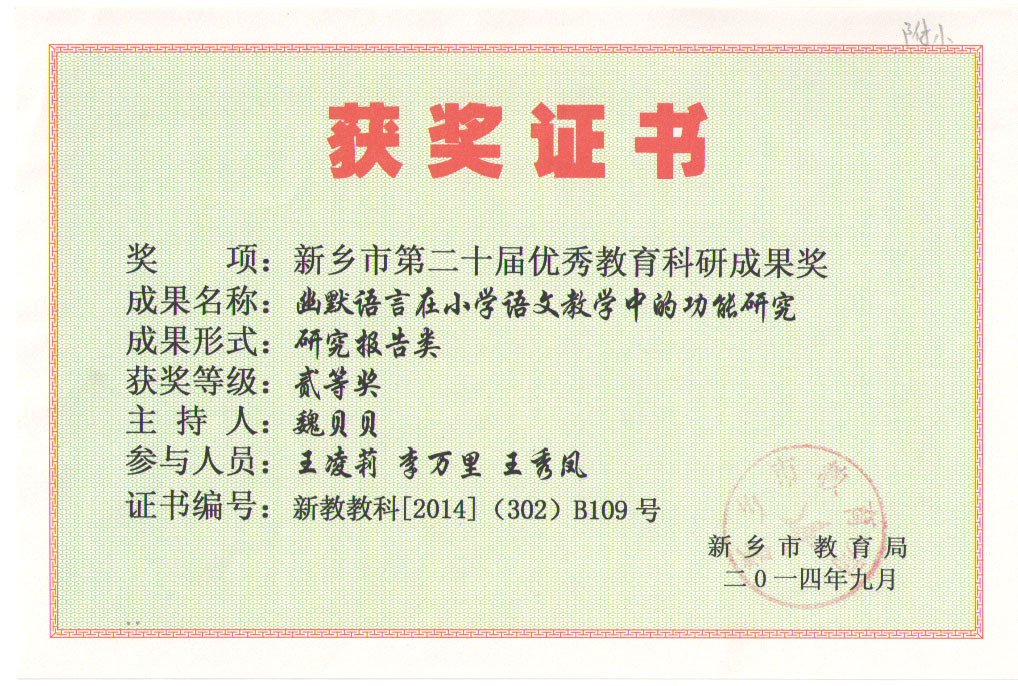 附小
获奖证书
奖 项：新乡市第二十届优秀教育科研成果奖
成果名称：幽默语言在小学语文教学中的功能研究
成果形式：研究报告类
获奖等级：贰等奖
主 持 人：魏贝贝
参与人员：王凌莉 李万里 王秀凤
证书编号：新教教科[2014]（302）B109号
新乡市教育局
二0一四年九月